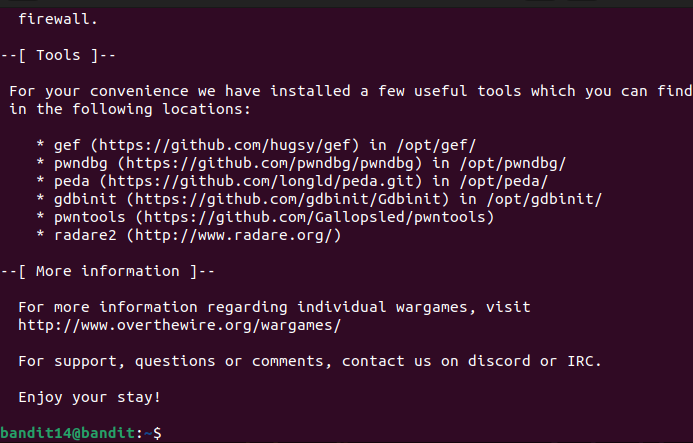 firewall.
--[ Tools ]--
For your convenience we have installed a few useful tools which you can find
in the following locations:
* gef (https://github.com/hugsy/gef) in /opt/gef/
* pwndbg (https://github.com/pwndbg/pwndbg) in /opt/pwndbg/
* peda (https://github.com/longld/peda.git) in /opt/peda/
* gdbinit (https://github.com/gdbinit/Gdbinit) in /opt/gdbinit/
* pwntools (https://github.com/Gallopsled/pwntools)
* radare2 (http://www.radare.org/)
--[ More information ]--
For more information regarding individual wargames, visit
http://www.overthewire.org/wargames/
For support, questions or comments, contact us on discord or IRC.
Enjoy your stay!
bandit14@bandit:~$